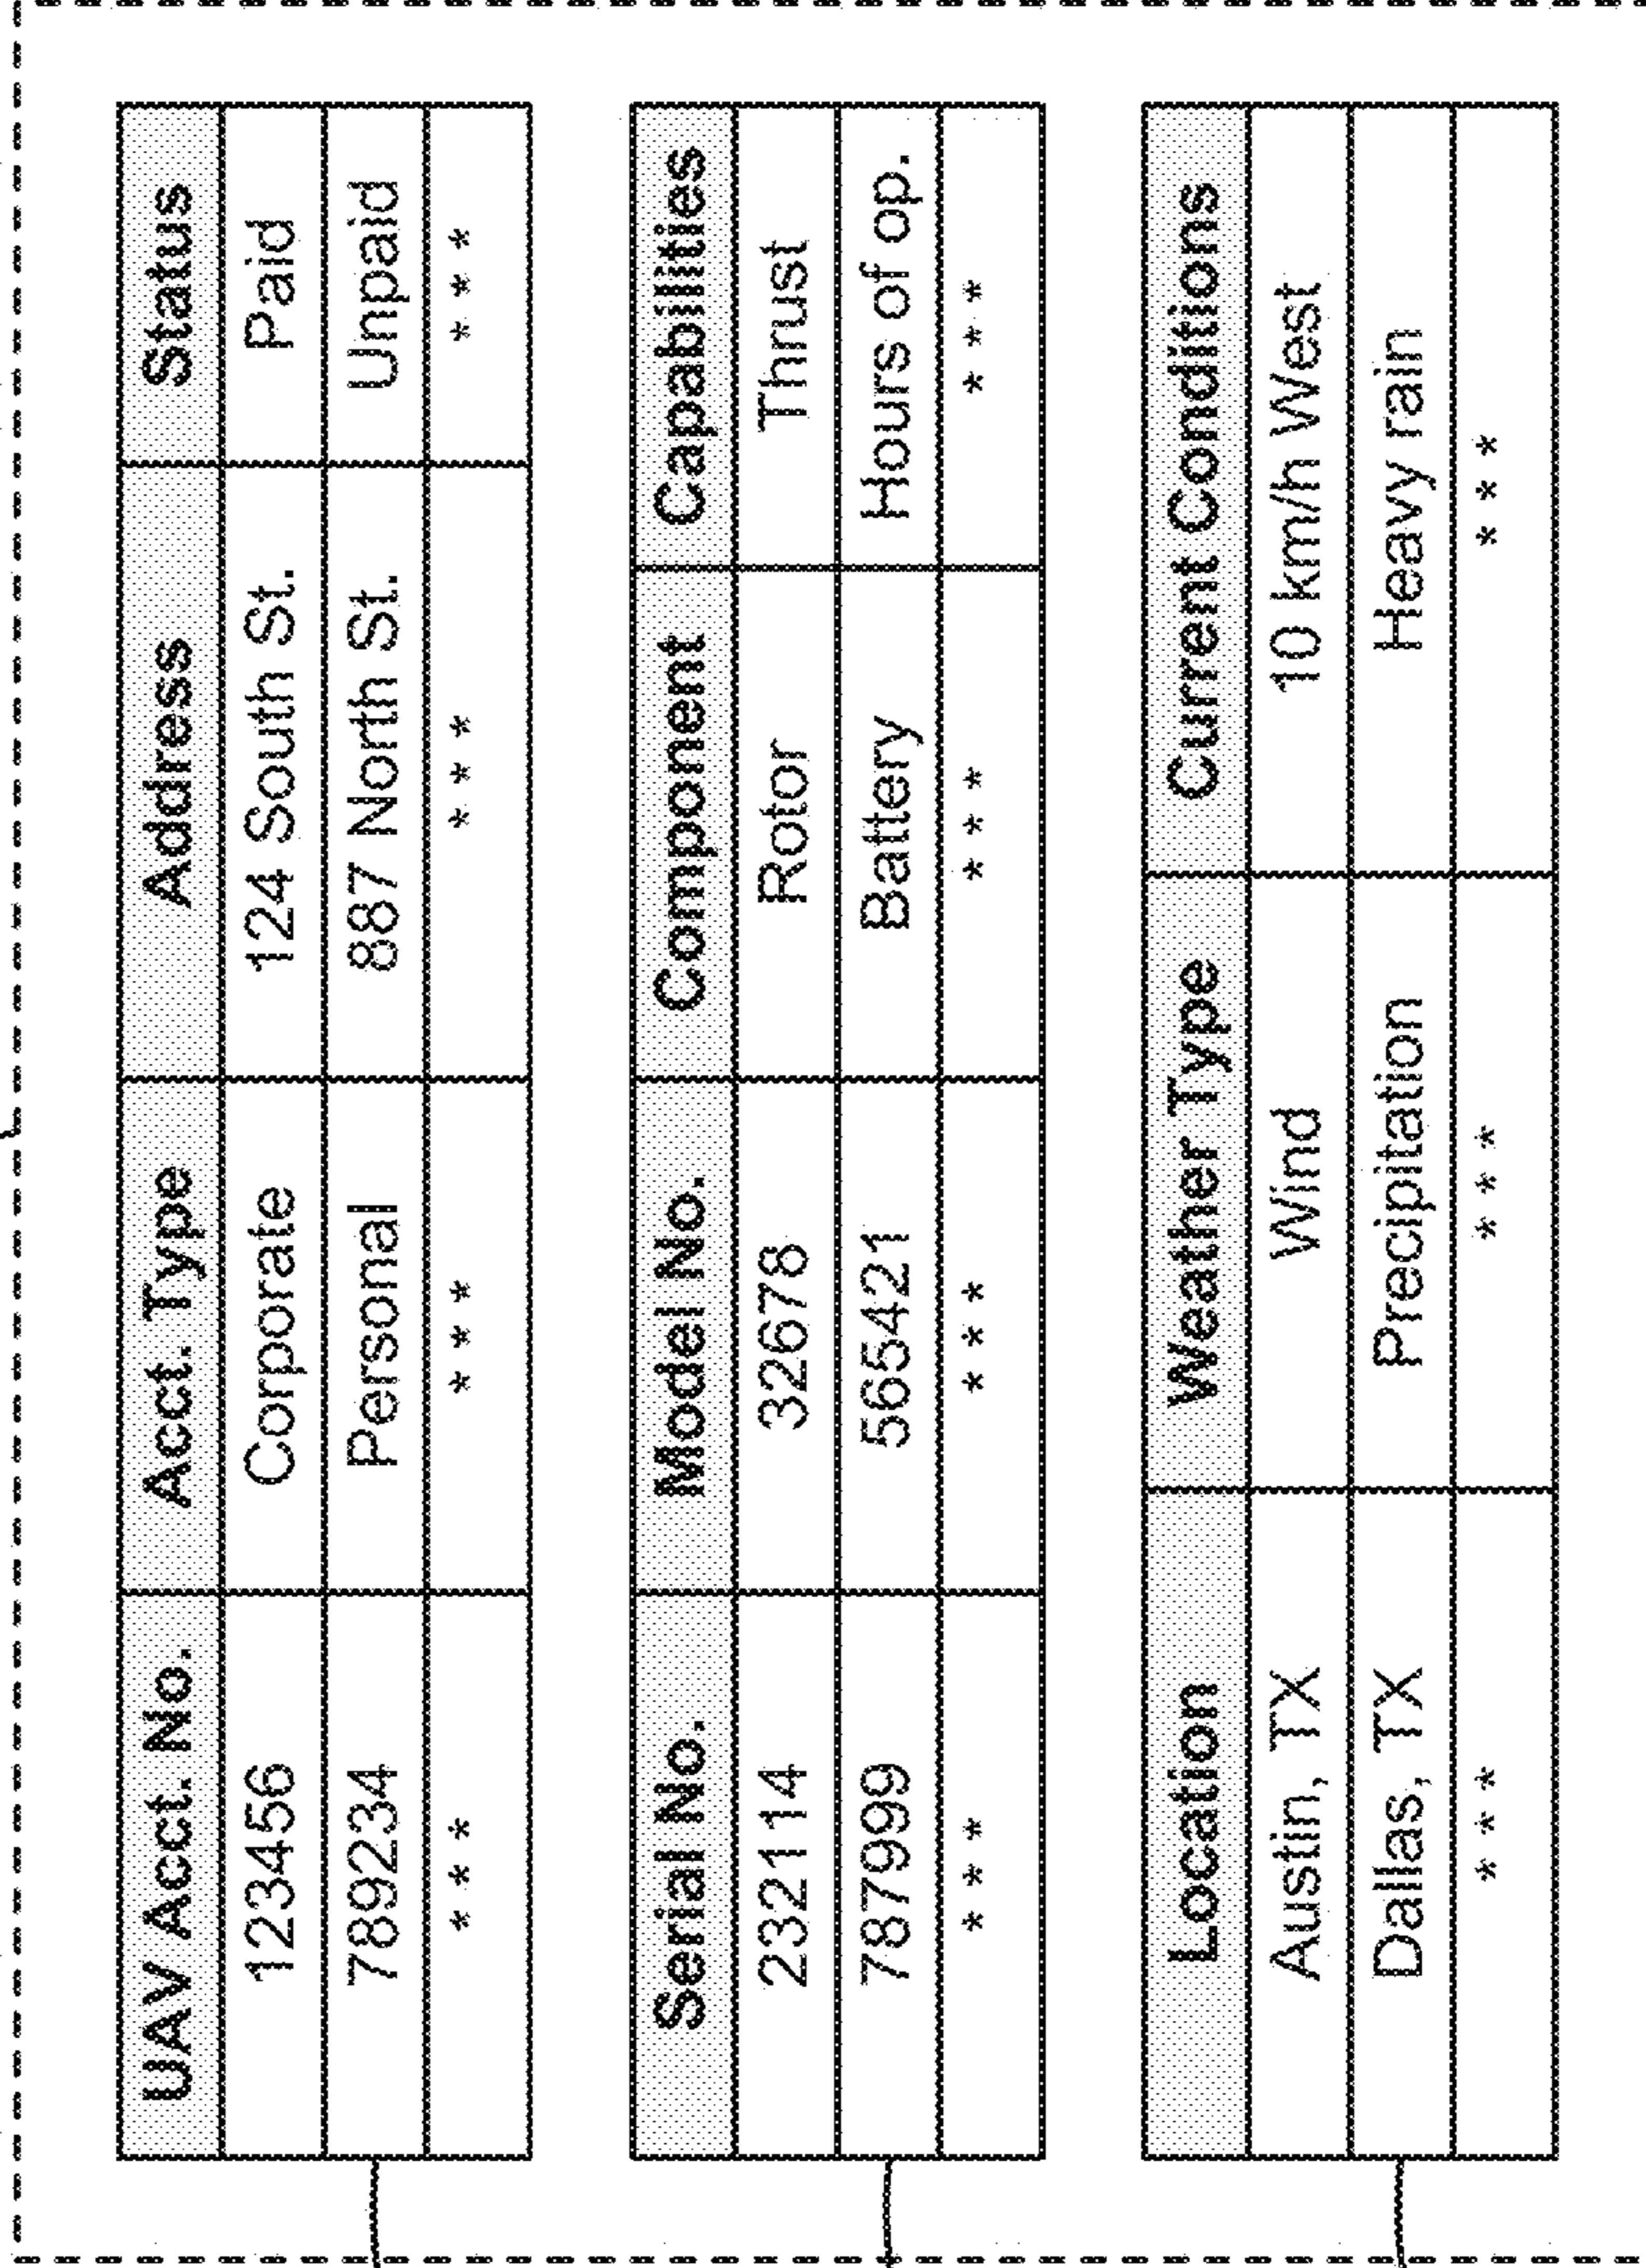 UAV Acct. No. Acct. Type Address Status
123456 Corporate 124 South St. Paid
789234 Personal 887 North St. Unpaid
* * * * * * * * * * * *
Serial No. Model No. Component Capabilities
232114 32678 Rotor Thrust
787999 565421 Battery Hours of op.
* * * * * * * * * * * *
Location Weather Type Current Conditions
Austin, TX Wind 10 km/h West
Dallas, TX Precipitation Heavy rain
* * * * * * * * *